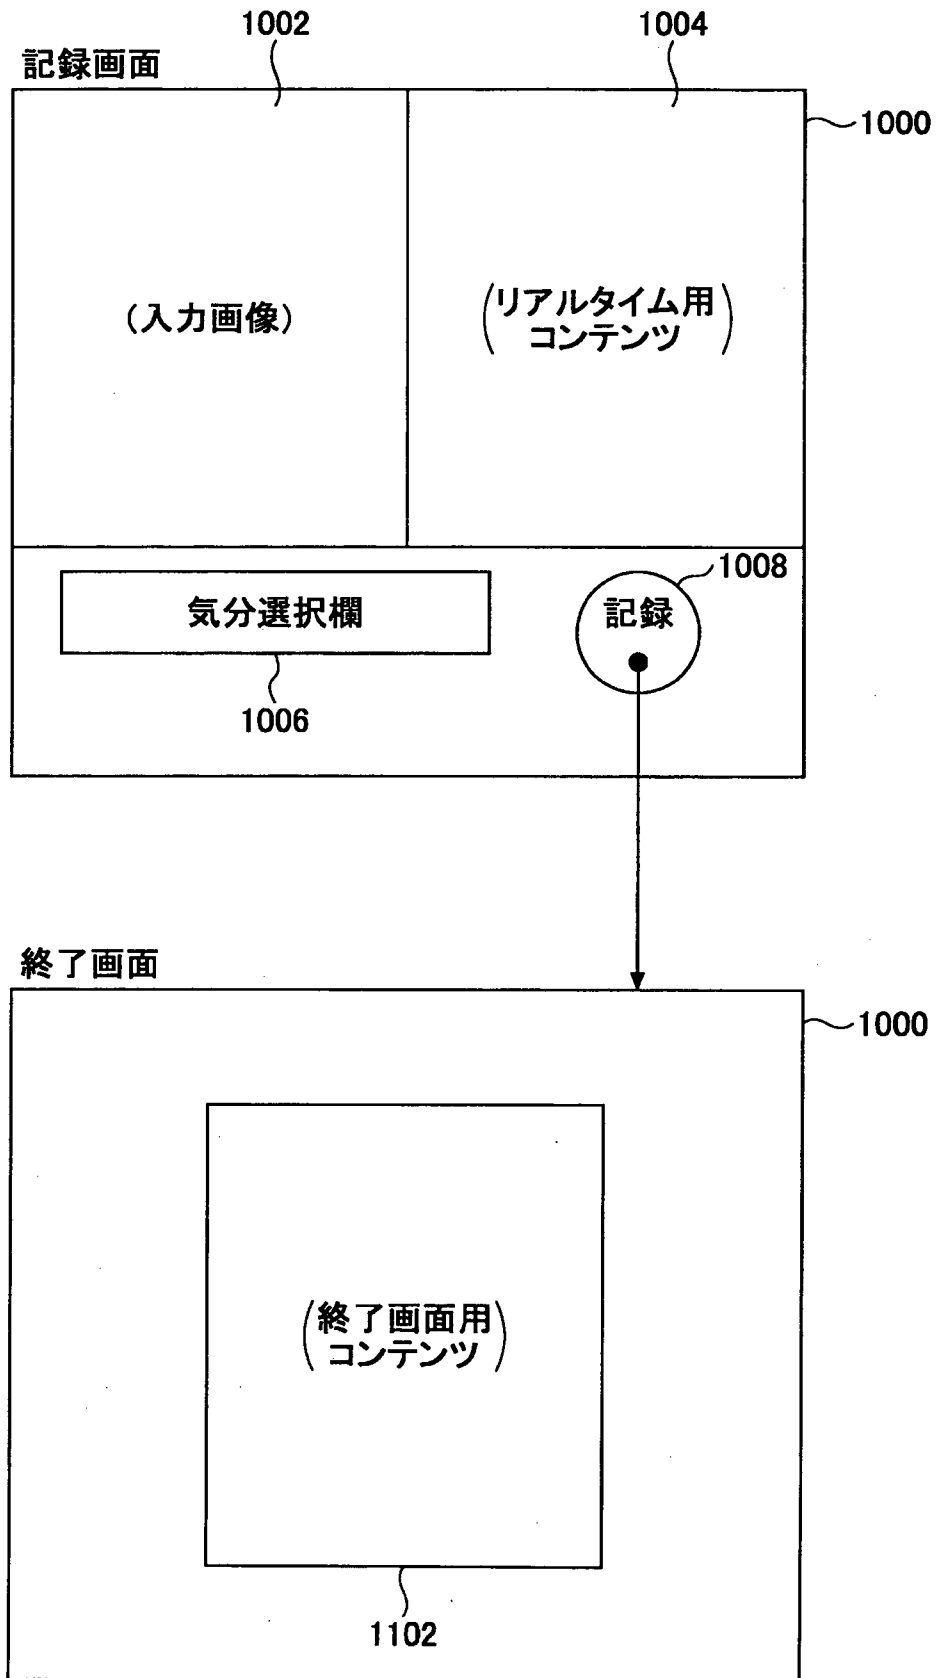 1002
1004
記録画面
1000
(入力画像)
(リアルタイム用
コンテンツ)
1008
気分選択欄
記録
1006
終了画面
1000
(終了画面用
コンテンツ)
1102